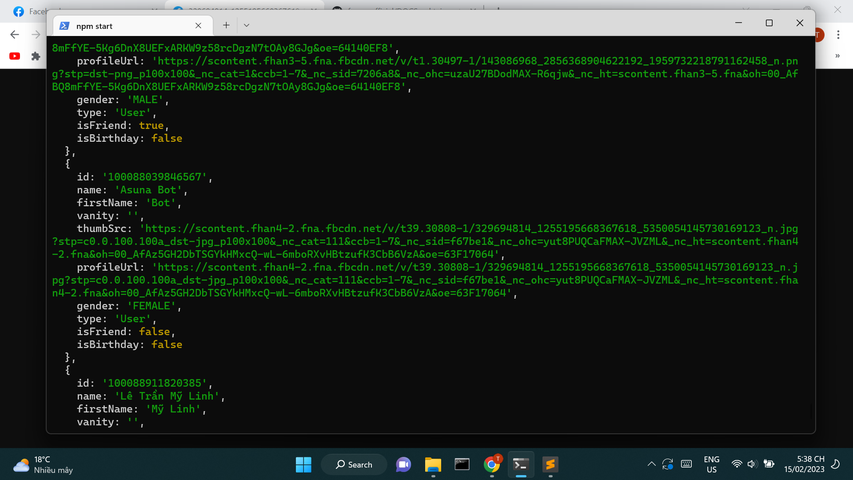 Faceb
npm start
8mFfYE-5Kg6DnX8UEFxARKW9z58rcDgzN7tOAy8GJg&oe=64140EF8',
profileUrl: 'https://scontent.fhan3-5.fna.fbcdn.net/v/t1.30497-1/143086968_2856368904622192_1959732218791162458_n.pn
g?stp=dst-png_p100x100&_nc_cat=1&ccb=1-7&_nc_sid=7206a8&_nc_ohc=uzaU27BDodMAX-R6qjw&_nc_ht=scontent.fhan3-5.fna&oh=00_Af
BQ8mFfYE-5Kg6DnX8UEFxARKW9z58rcDgzN7tOAy8GJg&oe=64140EF8',
gender: 'MALE',
type: 'User',
isFriend: true,
isBirthday: false
},
{
id: '100088039846567',
name: 'Asuna Bot',
firstName: 'Bot',
vanity: '',
thumbSrc: 'https://scontent.fhan4-2.fna.fbcdn.net/v/t39.30808-1/329694814_1255195668367618_5350054145730169123_n.jpg
?stp=c0.0.100.100a_dst-jpg_p100x100&_nc_cat=111&ccb=1-7&_nc_sid=f67be1&_nc_ohc=yut8PUQCaFMAX-JVZML&_nc_ht=scontent.fhan4
-2.fna&oh=00_AfAz5GH2DbTSGYkHMxcQ-wL-6mboRXvHBtzufK3CbB6VzA&oe=63F17064',
profileUrl: 'https://scontent.fhan4-2.fna.fbcdn.net/v/t39.30808-1/329694814_1255195668367618_5350054145730169123_n.j
pg?stp=c0.0.100.100a_dst-jpg_p100x100&_nc_cat=111&ccb=1-7&_nc_sid=f67be1&_nc_ohc=yut8PUQCaFMAX-JVZML&_nc_ht=scontent.fha
n4-2.fna&oh=00_AfAz5GH2DbTSGYkHMxcQ-wL-6mboRXvHBtzufK3CbB6VzA&oe=63F17064',
gender: 'FEMALE',
type: 'User',
isFriend: false,
isBirthday: false
},
{
id: '100088911820385',
name: 'Lê Trần Mỹ Linh',
firstName: 'Mỹ Linh',
vanity: '',
18°C
Nhiều mây
Search
ENG
US
5:38 CH
15/02/2023